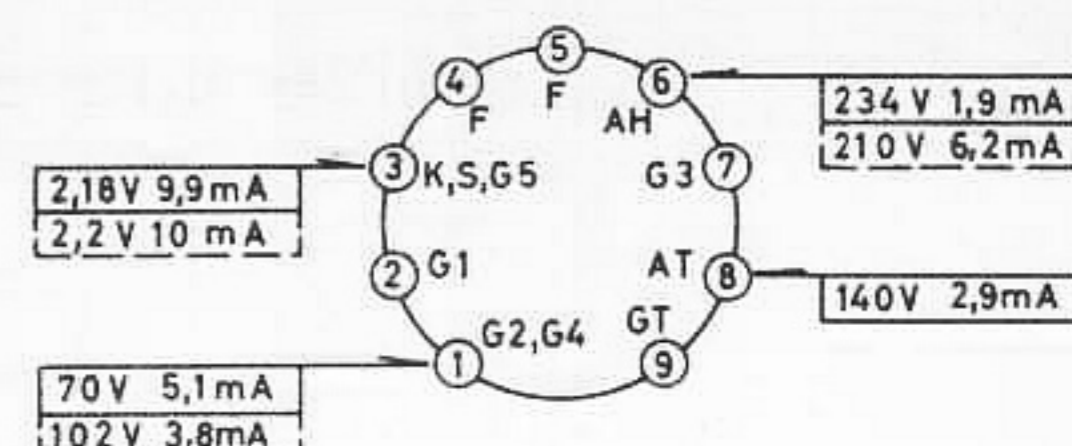 5
4
6
F
F
AH
234 V 1,9 mA
210 V 6,2mA
3
K,S,G5
G3
7
2,18V 9,9mA
2,2 V 10 mA
2
G1
AT
8
140V 2,9mA
G2,G4
GT
1
9
70V 5,1mA
102V 3,8mA